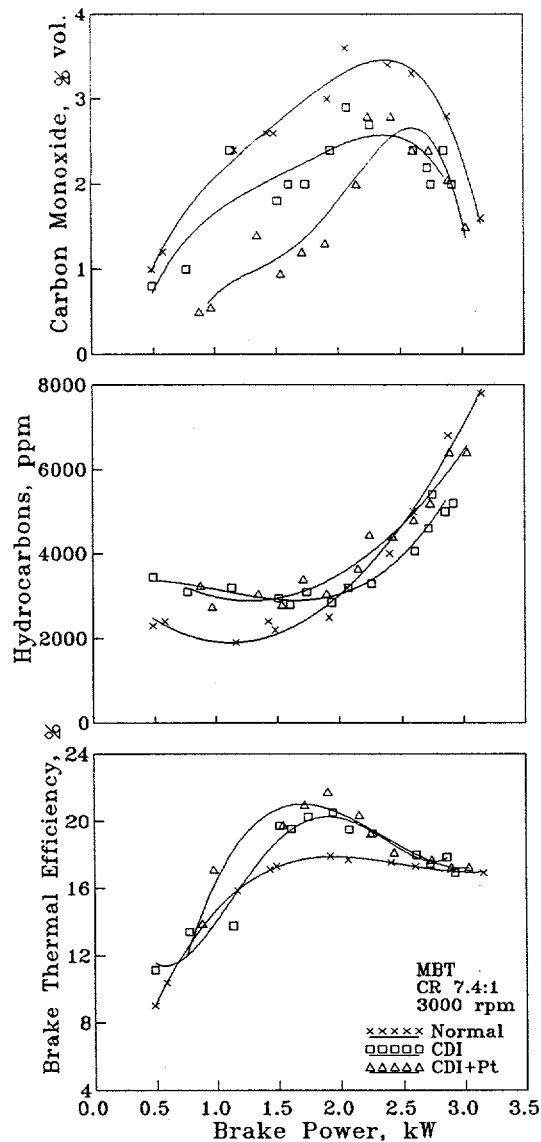 Carbon Monoxide, % vol.
4
3
2
1
0
Hydrocarbons, ppm
8000
6000
4000
2000
0
Brake Thermal Efficiency, %
24
20
16
12
8
4
MBT
CR 7.4:1
3000 rpm
Normal
CDI
CDI+Pt
0.0 0.5 1.0 1.5 2.0 2.5 3.0 3.5
Brake Power, kW